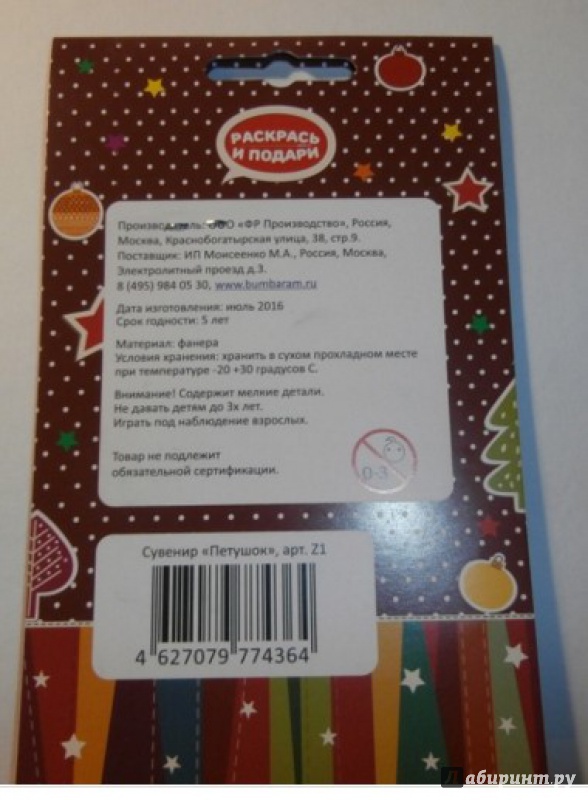 РАСКРАСЬ
И ПОДАРИ
Производитель: ООО «ФР Производство», Россия,
Москва, Краснобогатырская улица, 38, стр.9.
Поставщик: ИП Моисеенко М.А., Россия, Москва,
Электролитный проезд д.3.
8 (495) 984 05 30, www.bumbaram.ru
Дата изготовления: июль 2016
Срок годности: 5 лет
Материал: фанера
Условия хранения: хранить в сухом прохладном месте
при температуре -20 +30 градусов С.
Внимание! Содержит мелкие детали.
Не давать детям до 3х лет.
Играть под наблюдение взрослых.
Товар не подлежит
обязательной сертификации.
0-3
Сувенир «Петушок», арт. Z1
4 627079 774364
Лабиринт.ру